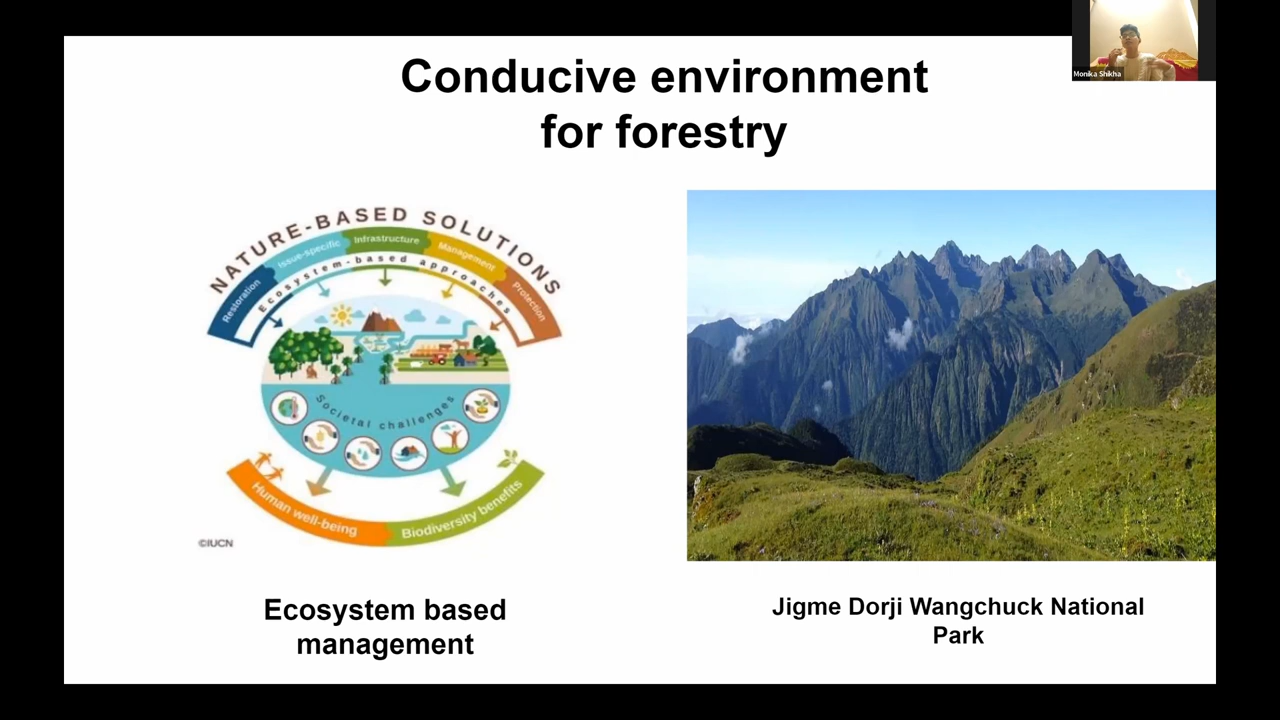 Monika Shikha
Conducive environment
for forestry
NATURE-BASED SOLUTIONS
Restoration
Issue-specific
Infrastructure
Management
Protection
Ecosystem-based approaches
Societal challenges
Human well-being
Biodiversity benefits
©IUCN
Ecosystem based
management
Jigme Dorji Wangchuck National
Park